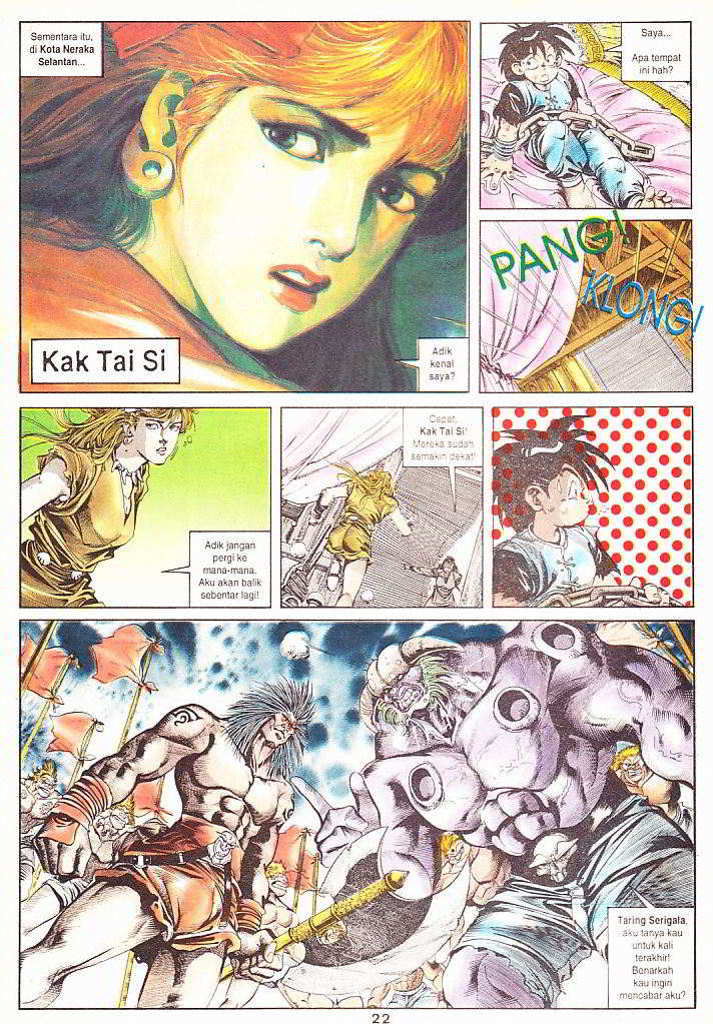 Sementara itu,
di Kota Neraka
Selantan...
Kak Tai Si
Adik
kenal
saya?
Saya...
Apa tempat
ini hah?
PANG!
KLONG!
Adik jangan
pergi ke
mana-mana.
Aku akan balik
sebentar lagi!
Cepat,
Kak Tai Si!
Mereka sudah
semakin dekat!
Taring Serigala,
aku tanya kau
untuk kali
terakhir!
Benarkah
kau ingin
mencabar aku?
22